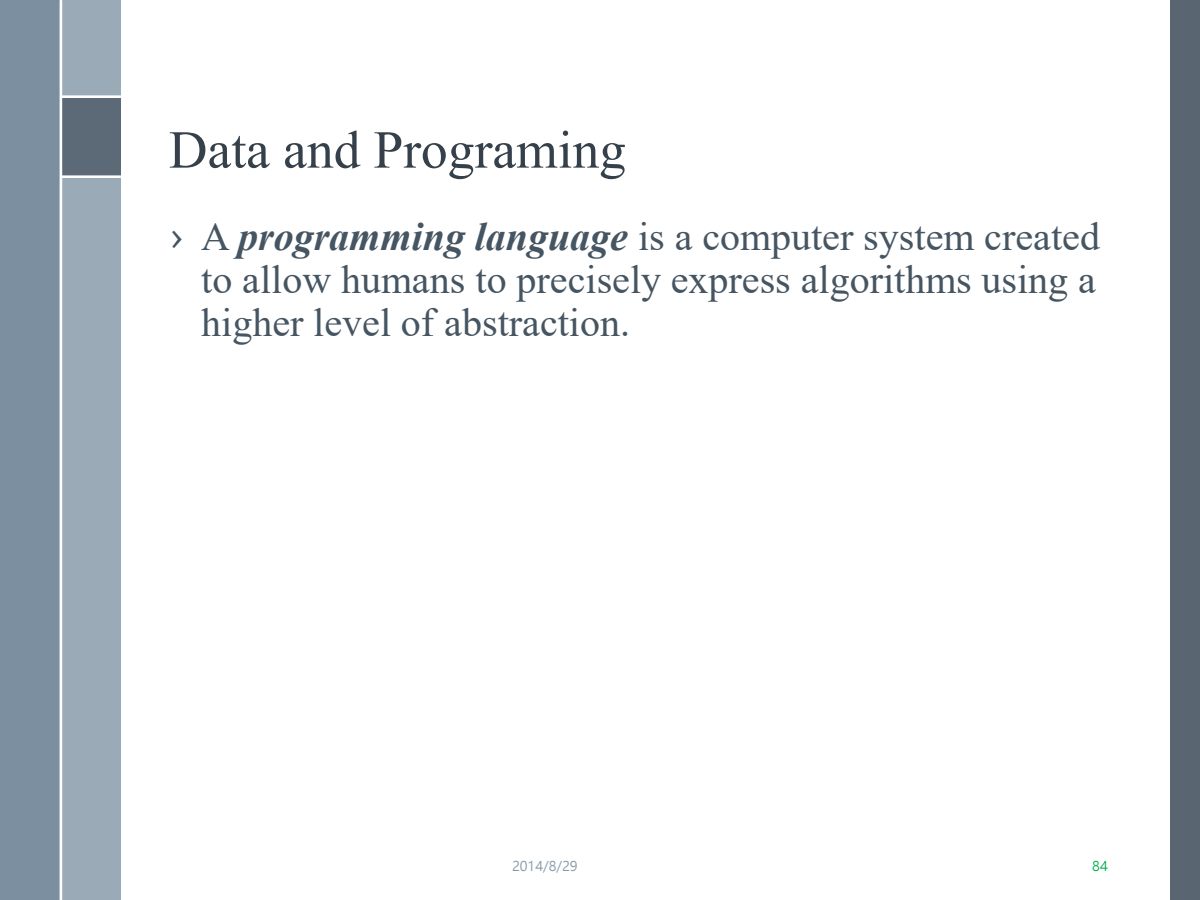 Data and Programing
› A programming language is a computer system created
to allow humans to precisely express algorithms using a
higher level of abstraction.
2014/8/29
84